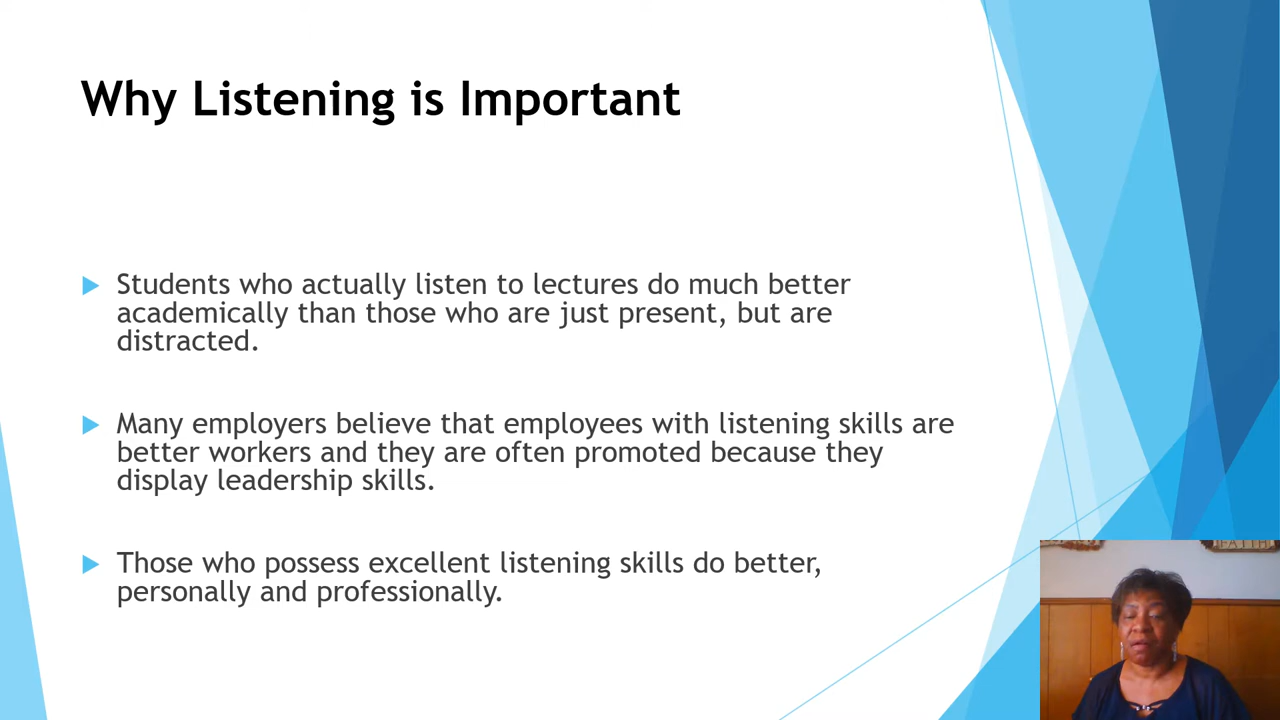 Why Listening is Important
Students who actually listen to lectures do much better
academically than those who are just present, but are
distracted.
Many employers believe that employees with listening skills are
better workers and they are often promoted because they
display leadership skills.
Those who possess excellent listening skills do better,
personally and professionally.
FAITH